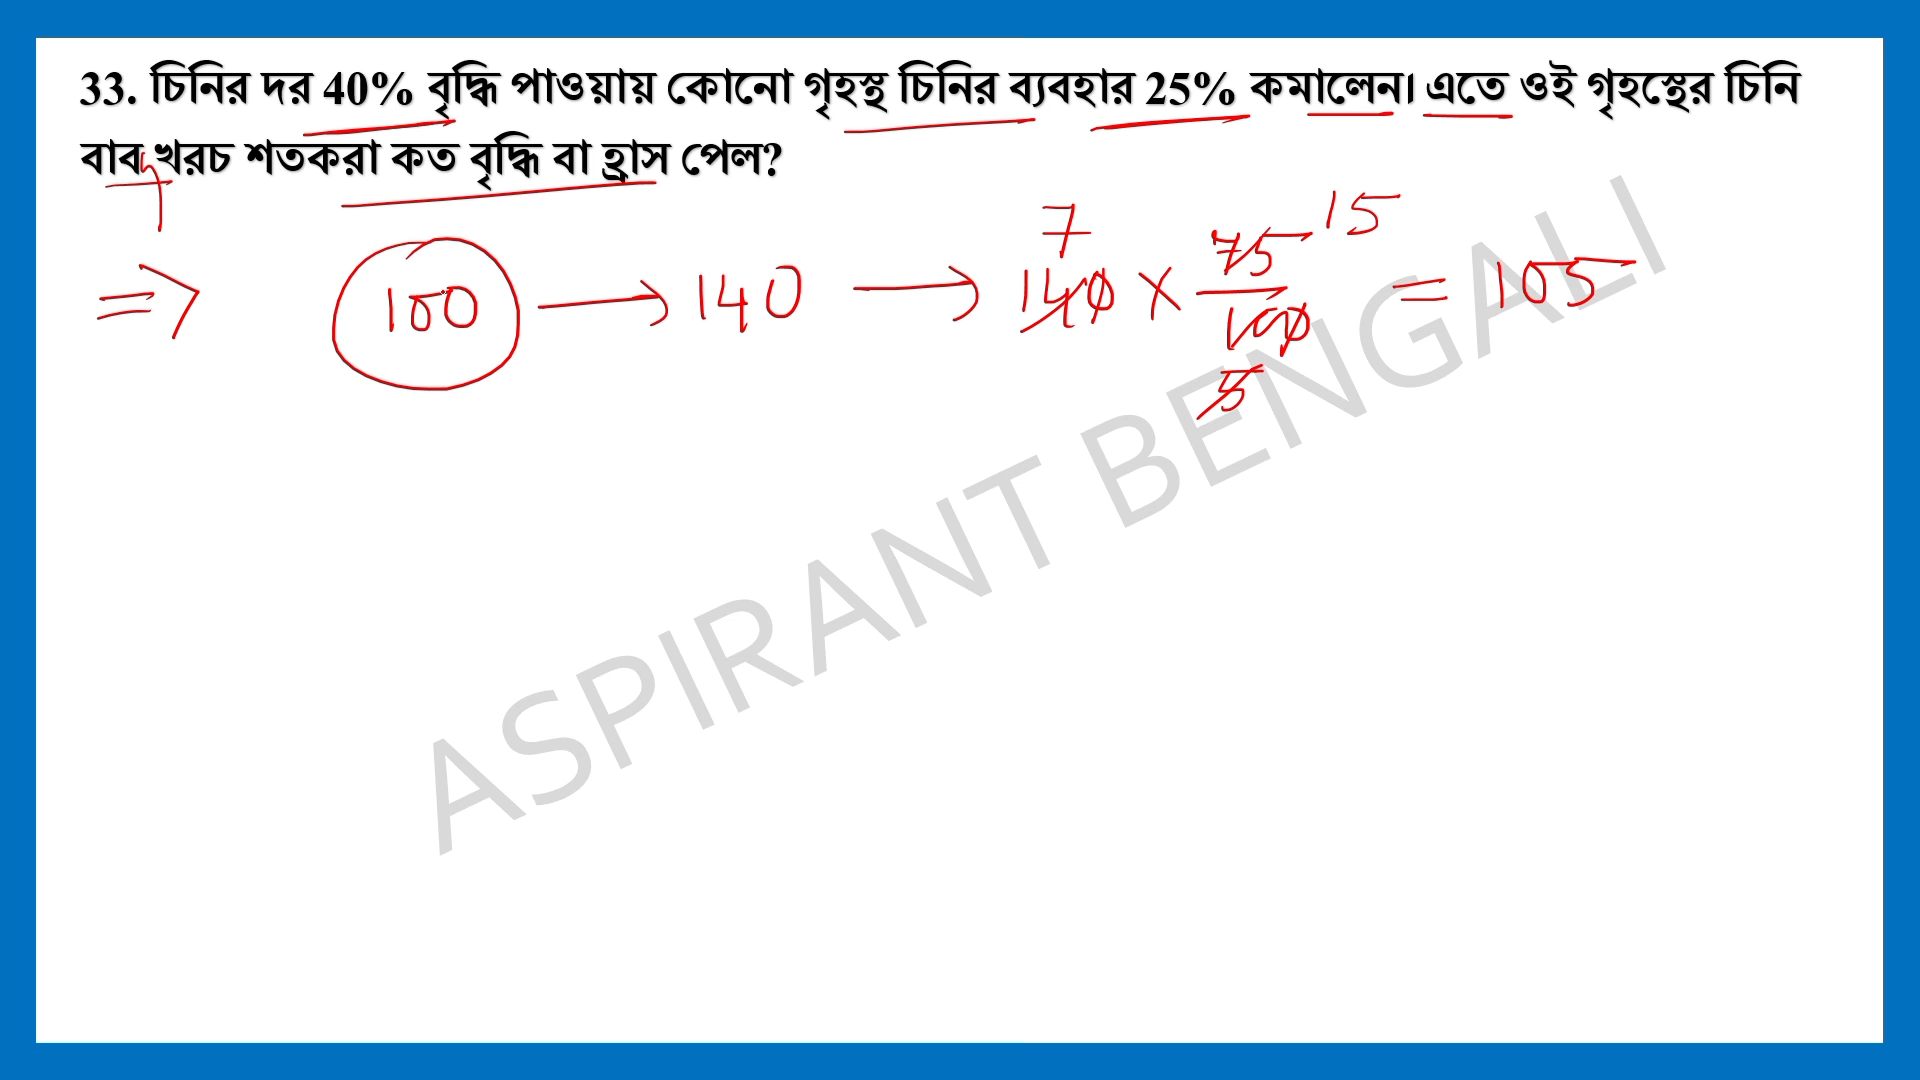 33. চিনির দর 40% বৃদ্ধি পাওয়ায় কোনো গৃহস্থ চিনির ব্যবহার 25% কমালেন। এতে ওই গৃহস্থের চিনি
বাব খরচ শতকরা কত বৃদ্ধি বা হ্রাস পেল?
7 75 15
=> 100 → 140 → 140 × 100 = 105
5
ASPIRANT BENGALI